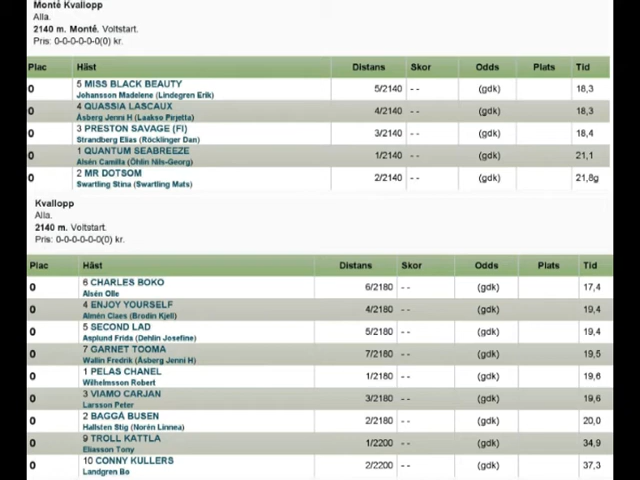 Monté Kvallopp
Alla.
2140 m. Monté. Voltstart.
Pris: 0-0-0-0-0(0) kr.
Plac Häst Distans Skor Odds Plats Tid
0 5 MISS BLACK BEAUTY 5/2140 - - (gdk) 18,3
Johansson Madelene (Lindegren Erik)
0 4 QUASSIA LASCAUX 4/2140 - - (gdk) 18,3
Åsberg Jenni H (Laakso Pirjetta)
0 3 PRESTON SAVAGE (FI) 3/2140 - - (gdk) 18,4
Strandberg Elias (Röcklinger Dan)
0 1 QUANTUM SEABREEZE 1/2140 - - (gdk) 21,1
Alsén Camilla (Öhlin Nils-Georg)
0 2 MR DOTSOM 2/2140 - - (gdk) 21,8g
Swartling Stina (Swartling Mats)
Kvallopp
Alla.
2140 m. Voltstart.
Pris: 0-0-0-0-0(0) kr.
Plac Häst Distans Skor Odds Plats Tid
0 6 CHARLES BOKO 6/2180 - - (gdk) 17,4
Alsén Olle
0 4 ENJOY YOURSELF 4/2180 - - (gdk) 19,4
Almén Claes (Brodin Kjell)
0 5 SECOND LAD 5/2180 - - (gdk) 19,4
Asplund Frida (Dehlin Josefine)
0 7 GARNET TOOMA 7/2180 - - (gdk) 19,5
Wallin Fredrik (Åsberg Jenni H)
0 1 PELAS CHANEL 1/2180 - - (gdk) 19,6
Wilhelmsson Robert
0 3 VIAMO CARJAN 3/2180 - - (gdk) 19,6
Larsson Peter
0 2 BAGGÅ BUSEN 2/2180 - - (gdk) 20,0
Hallsten Stig (Norén Linnea)
0 9 TROLL KATTLA 1/2200 - - (gdk) 34,9
Eliasson Tony
0 10 CONNY KULLERS 2/2200 - - (gdk) 37,3
Landgren Bo